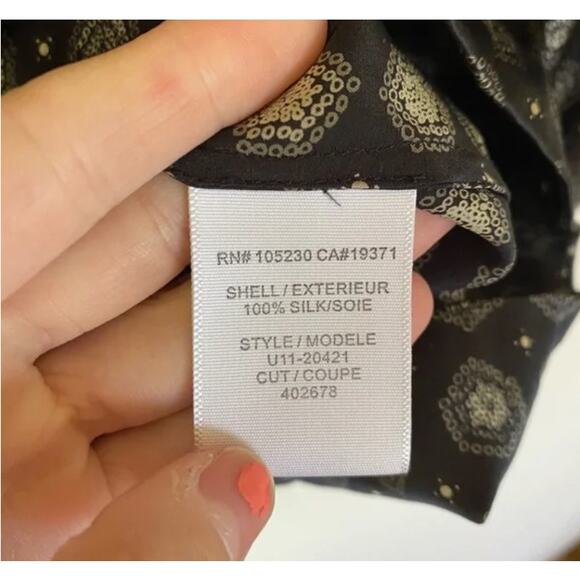 RN# 105230 CA#19371
SHELL / EXTERIEUR
100% SILK/SOIE
STYLE / MODELE
U11-20421
CUT / COUPE
402678